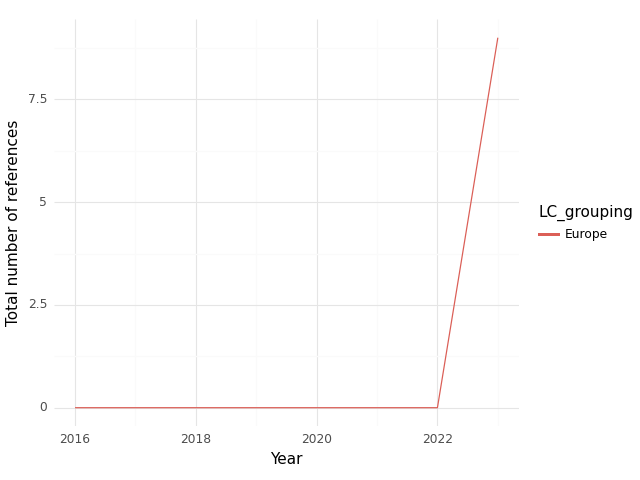 Total number of references
7.5
5
2.5
0
2016
2018
2020
2022
Year
LC_grouping
Europe